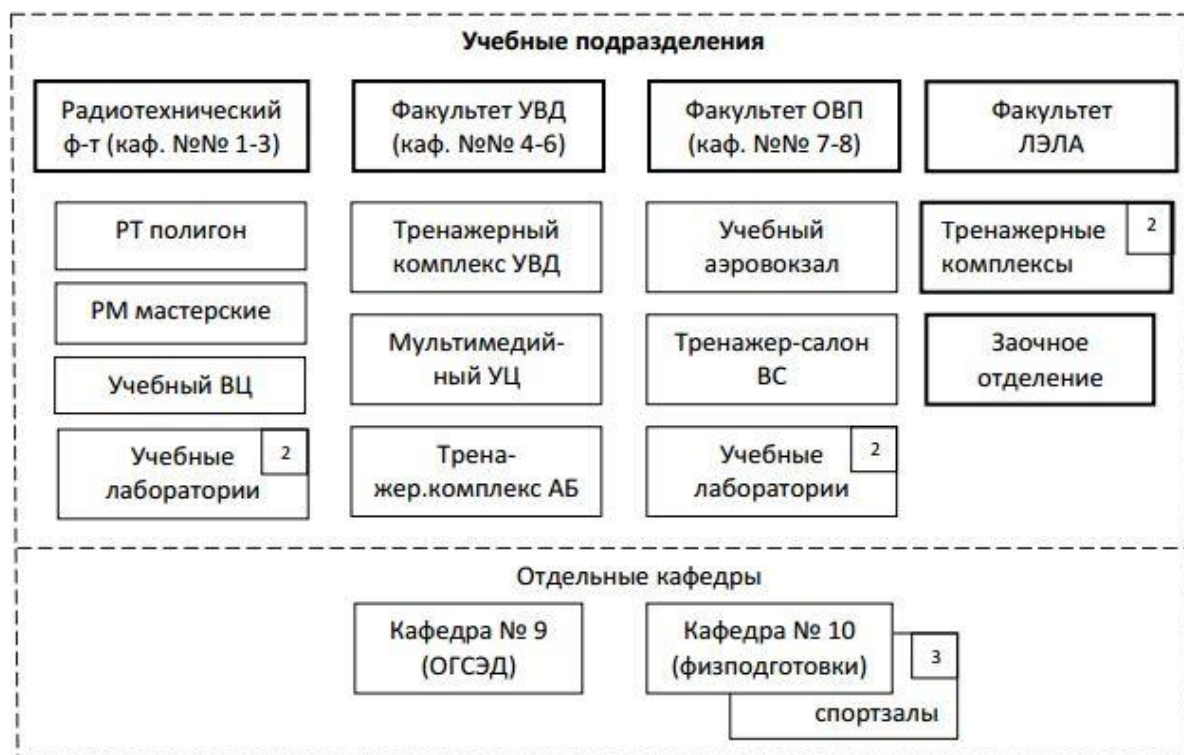 Учебные подразделения
Радиотехнический
ф-т (каф. №№ 1-3)
Факультет УВД
(каф. №№ 4-6)
Факультет ОВП
(каф. №№ 7-8)
Факультет
ЛЭЛА
РТ полигон
РМ мастерские
Учебный ВЦ
Учебные
лаборатории
2
Тренажерный
комплекс УВД
Мультимедий-
ный УЦ
Трена-
жер.комплекс АБ
Учебный
аэровокзал
Тренажер-салон
ВС
Учебные
лаборатории
2
Тренажерные
комплексы
2
Заочное
отделение
Отдельные кафедры
Кафедра № 9
(ОГСЭД)
Кафедра № 10
(физподготовки)
3
спортзалы